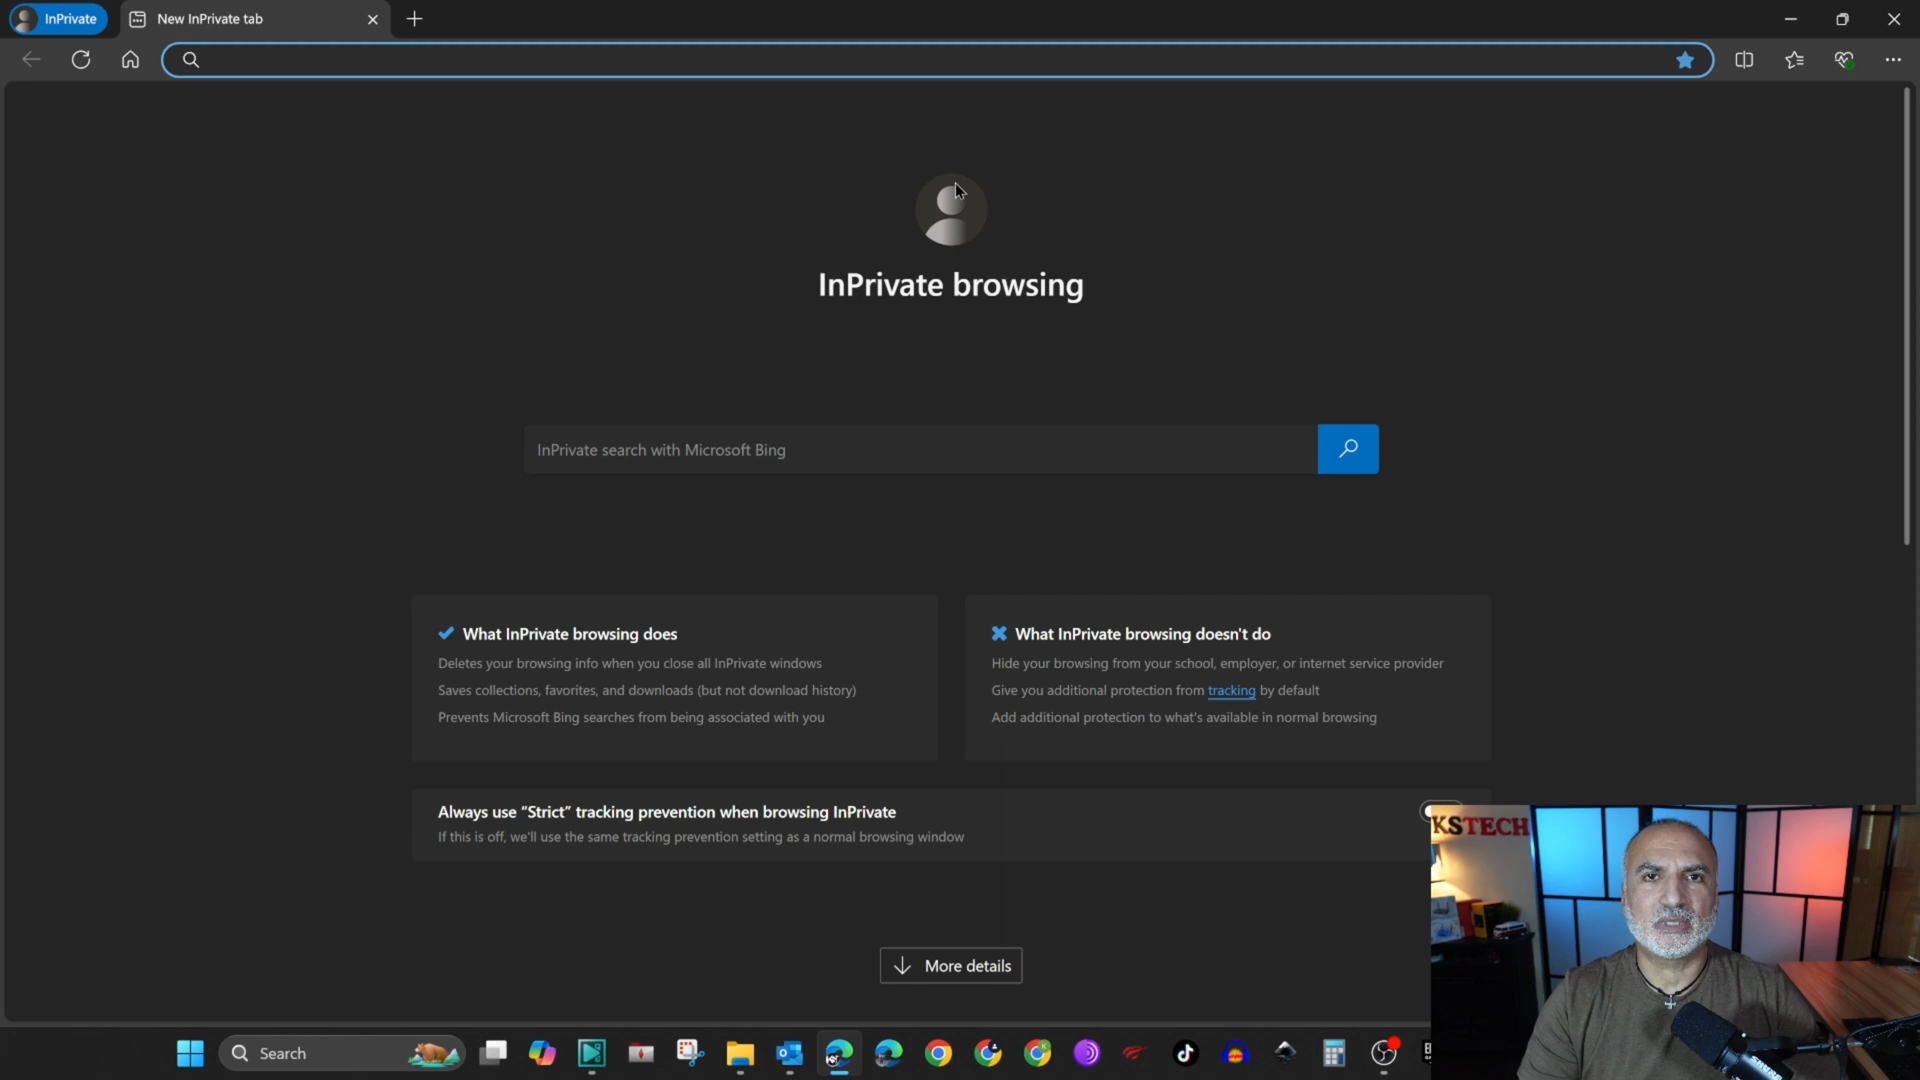 InPrivate
New InPrivate tab
InPrivate browsing
InPrivate search with Microsoft Bing
What InPrivate browsing does
Deletes your browsing info when you close all InPrivate windows
Saves collections, favorites, and downloads (but not download history)
Prevents Microsoft Bing searches from being associated with you
What InPrivate browsing doesn't do
Hide your browsing from your school, employer, or internet service provider
Give you additional protection from tracking by default
Add additional protection to what's available in normal browsing
Always use “Strict” tracking prevention when browsing InPrivate
If this is off, we'll use the same tracking prevention setting as a normal browsing window
More details
KSTECH
Search
SHURE